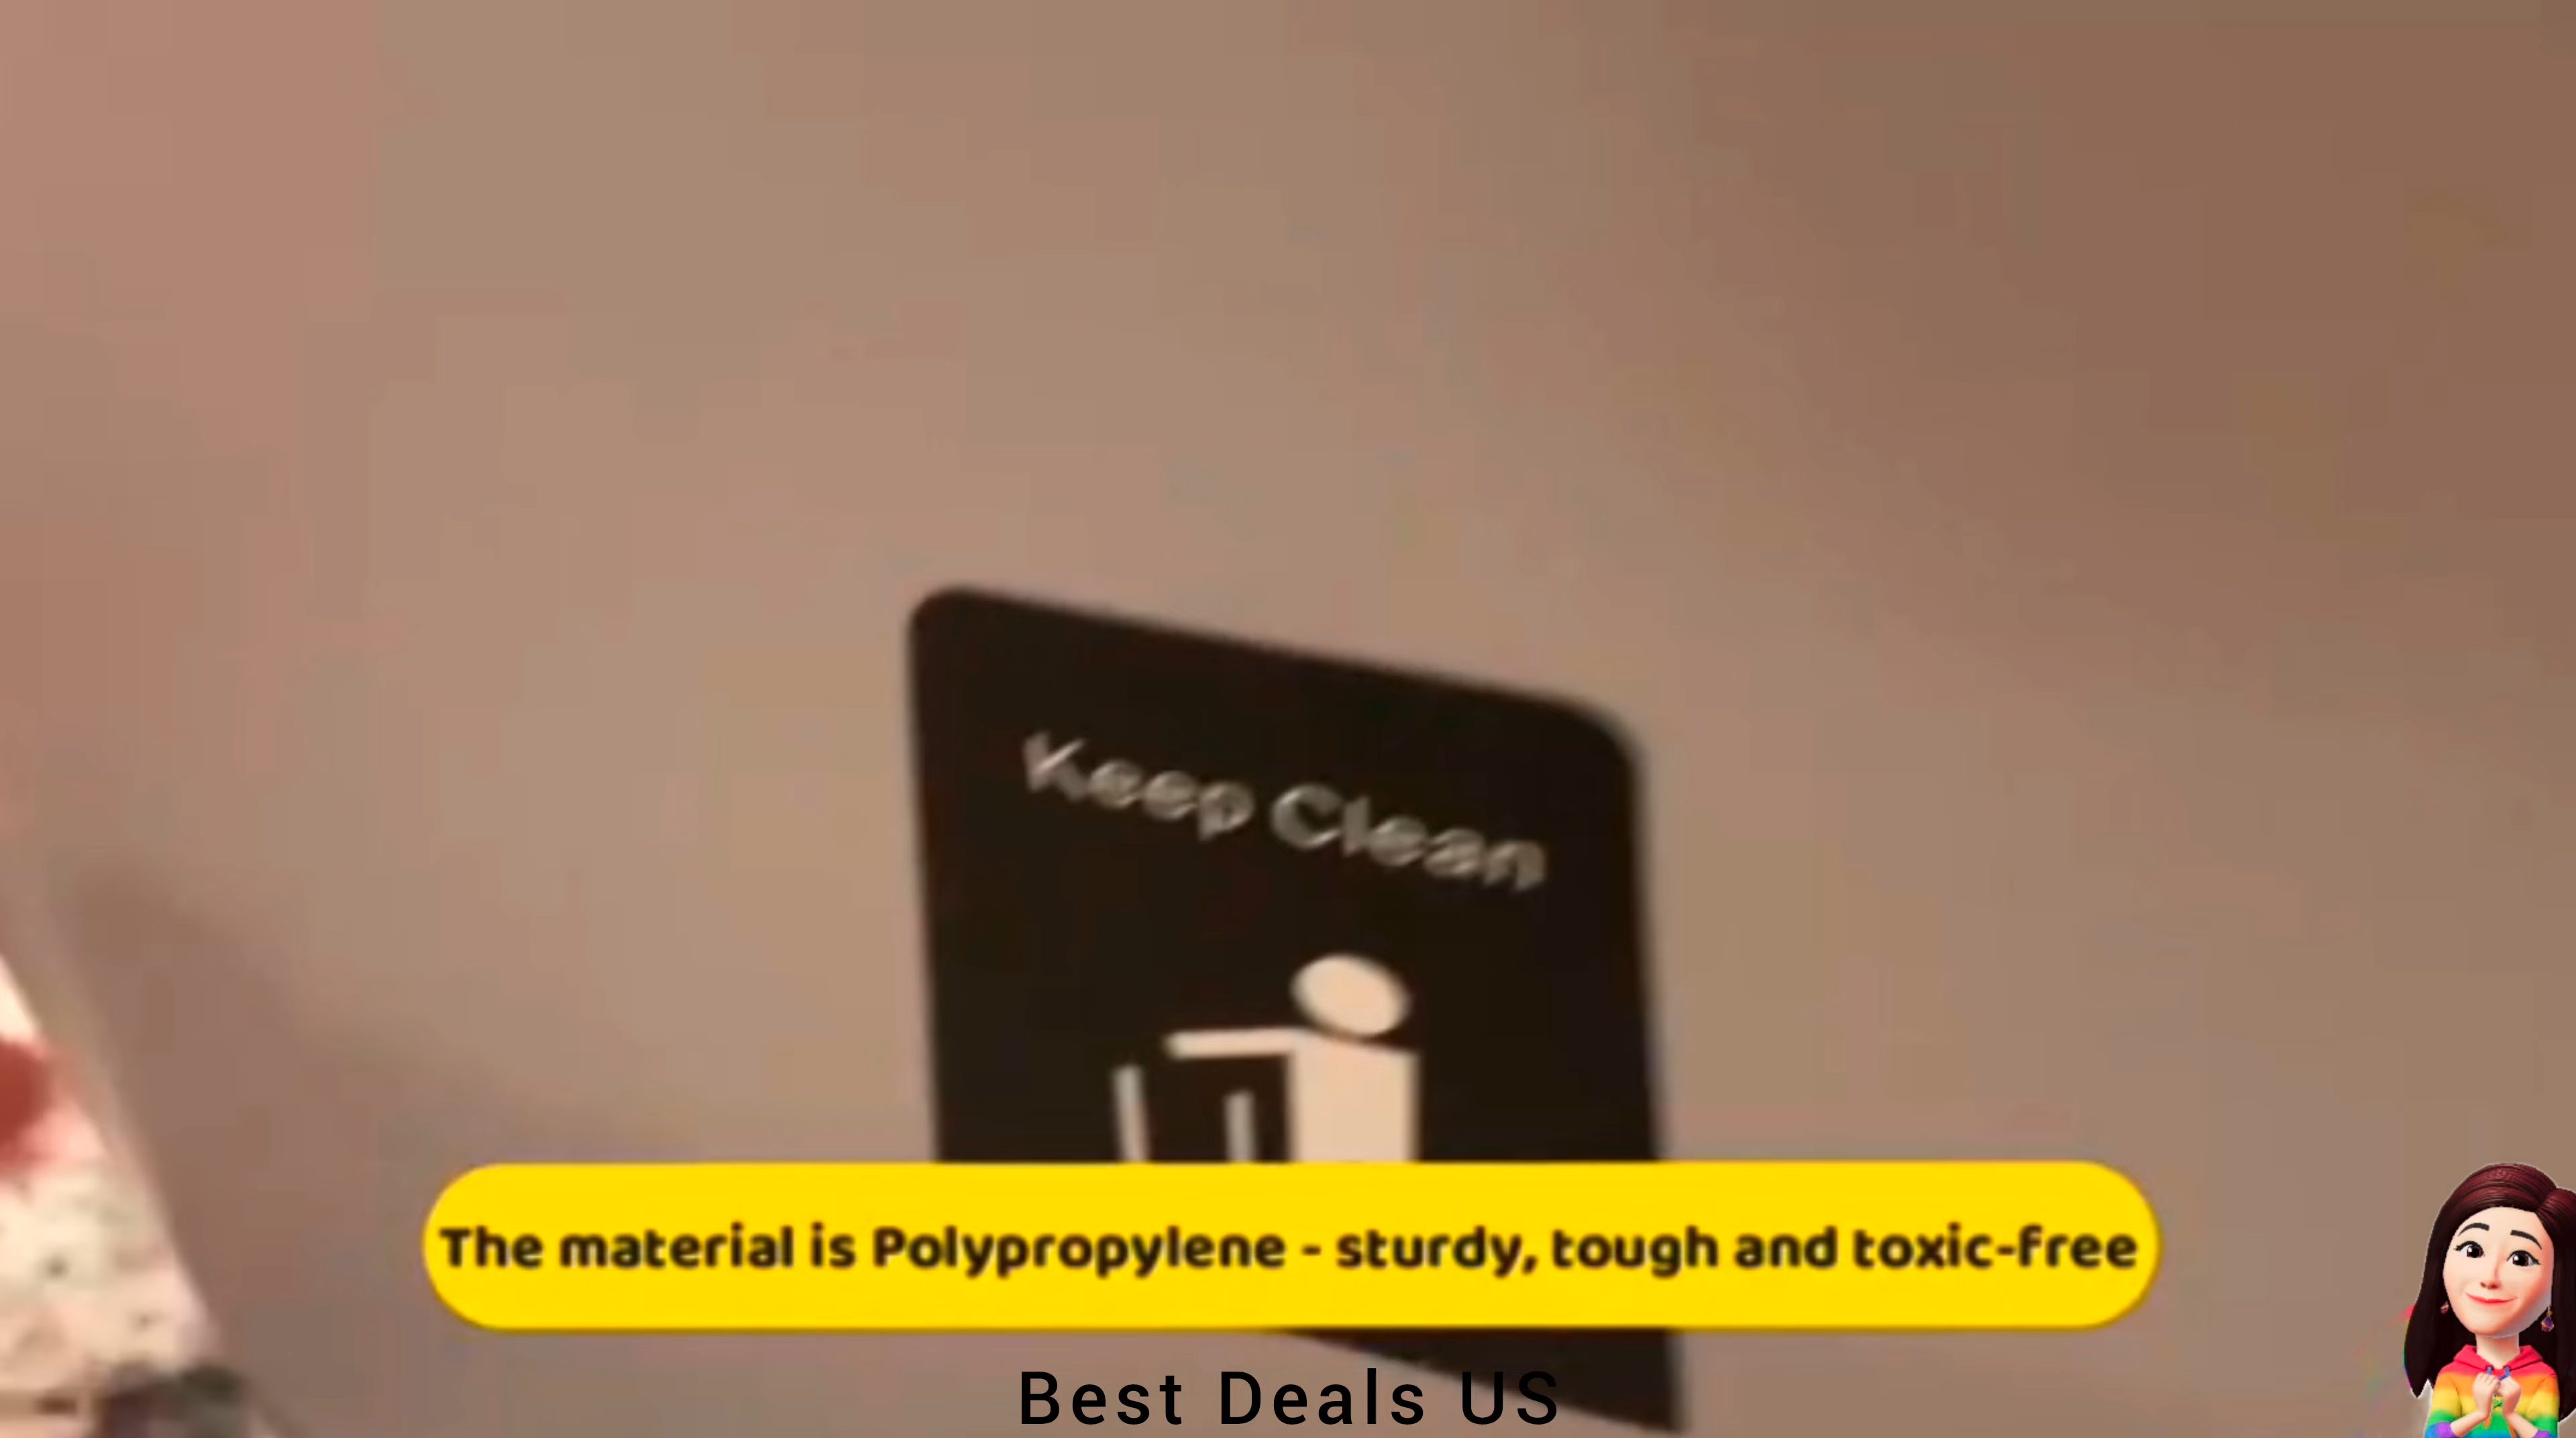 Keep Clean
The material is Polypropylene - sturdy, tough and toxic-free
Best Deals US